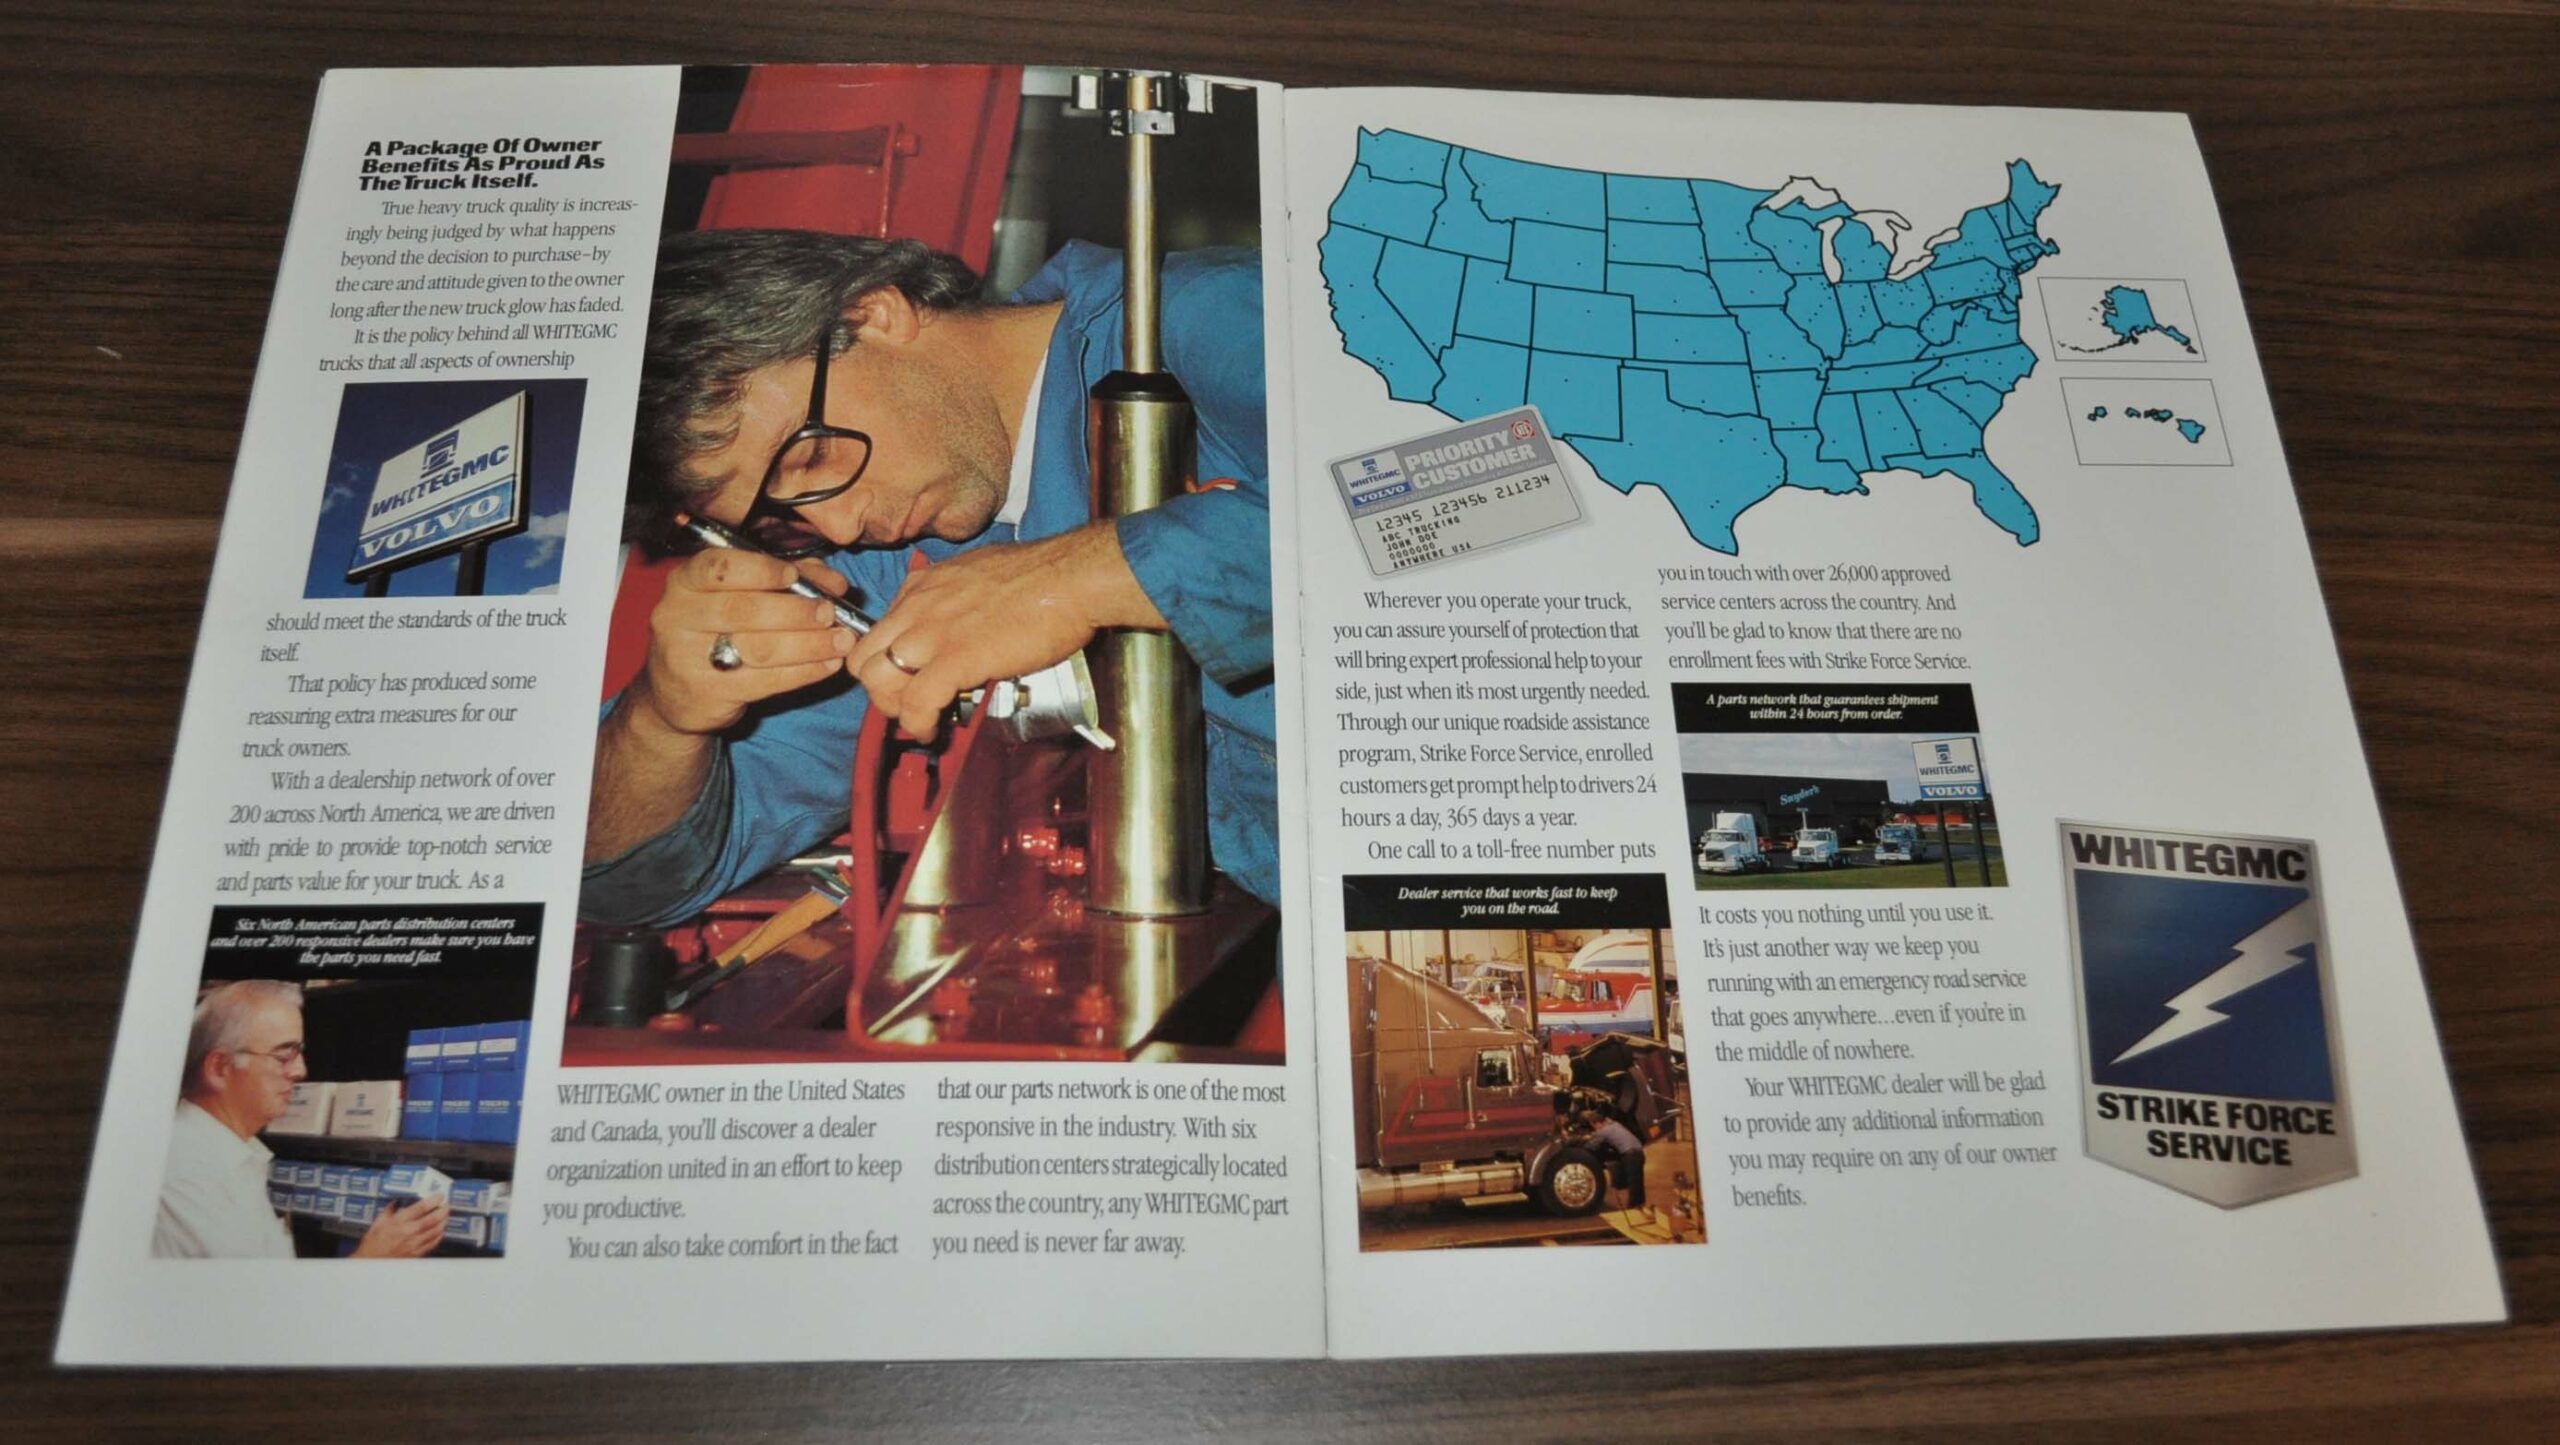 A Package Of Owner
Benefits As Proud As
The Truck Itself.
True heavy truck quality is increas-
ingly being judged by what happens
beyond the decision to purchase–by
the care and attitude given to the owner
long after the new truck glow has faded.
It is the policy behind all WHITEGMC
trucks that all aspects of ownership
WHITEGMC
VOLVO
should meet the standards of the truck
itself.
That policy has produced some
reassuring extra measures for our
truck owners.
With a dealership network of over
200 across North America, we are driven
with pride to provide top-notch service
and parts value for your truck. As a
Six North American parts distribution centers
and over 200 responsive dealers make sure you have
the parts you need fast.
WHITEGMC owner in the United States
and Canada, you'll discover a dealer
organization united in an effort to keep
you productive.
You can also take comfort in the fact
that our parts network is one of the most
responsive in the industry. With six
distribution centers strategically located
across the country, any WHITEGMC part
you need is never far away.
WHITEGMC
VOLVO
PRIORITY
CUSTOMER
12345 123456 211234
ABC TRUCKING
JOHN DOE
0000000
ANYWHERE USA
Wherever you operate your truck,
you can assure yourself of protection that
will bring expert professional help to your
side, just when it's most urgently needed.
Through our unique roadside assistance
program, Strike Force Service, enrolled
customers get prompt help to drivers 24
hours a day, 365 days a year.
One call to a toll-free number puts
Dealer service that works fast to keep
you on the road.
you in touch with over 26,000 approved
service centers across the country. And
you'll be glad to know that there are no
enrollment fees with Strike Force Service.
A parts network that guarantees shipment
within 24 hours from order.
Snyder's
WHITEGMC
VOLVO
It costs you nothing until you use it.
It's just another way we keep you
running with an emergency road service
that goes anywhere...even if you're in
the middle of nowhere.
Your WHITEGMC dealer will be glad
to provide any additional information
you may require on any of our owner
benefits.
WHITEGMC
STRIKE FORCE
SERVICE